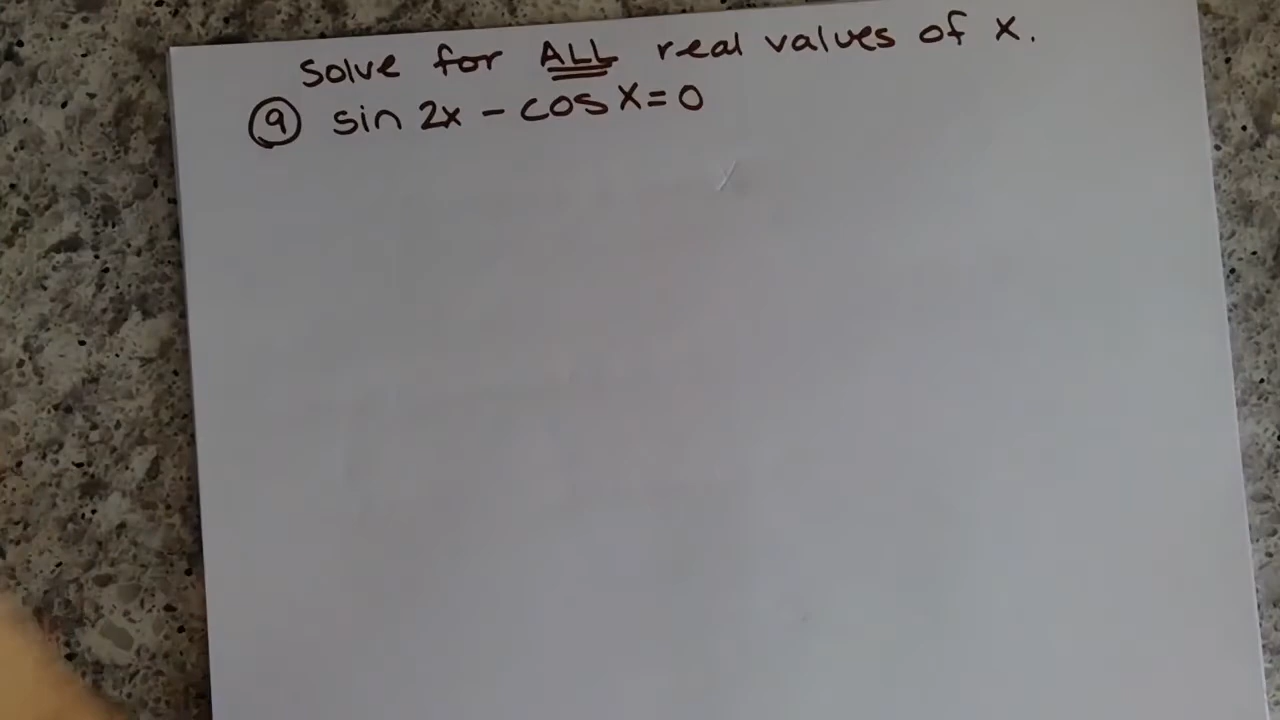 Solve for ALL real values of x.
⑨ sin 2x - cos x = 0